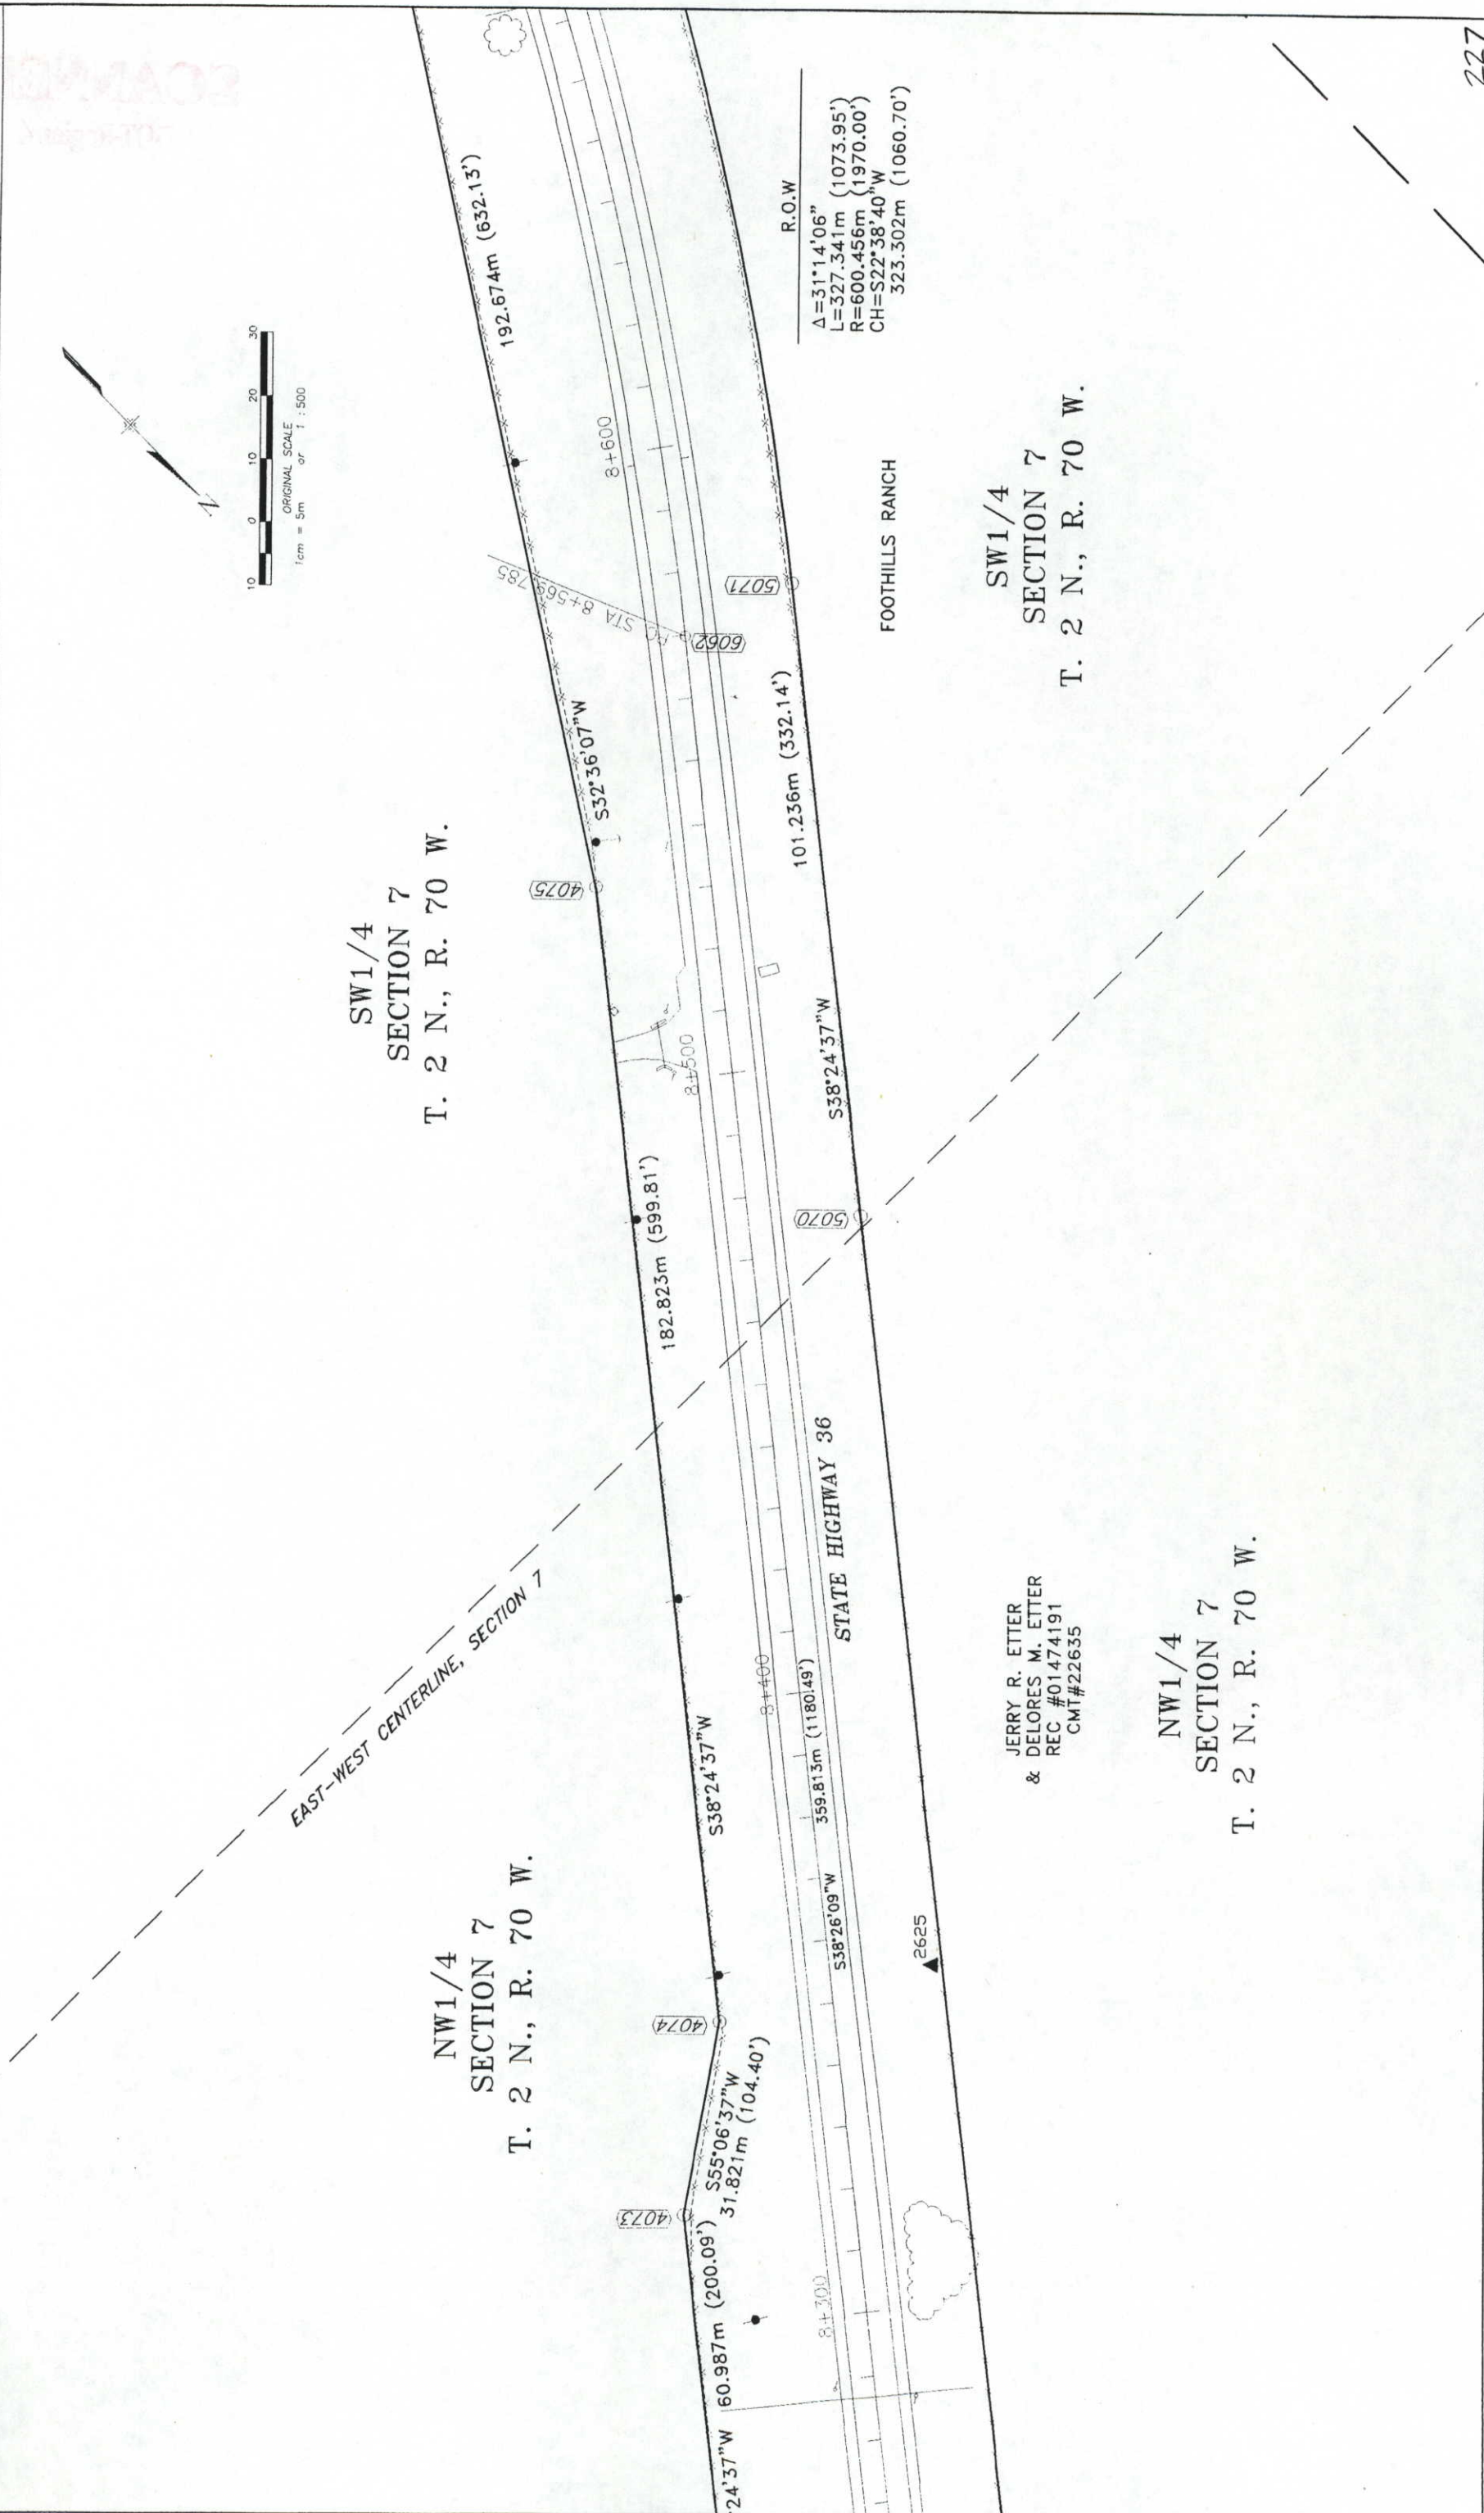 227
192.674m (632.13')
R.O.W
Δ=31°14'06"
L=327.341m (1073.95')
R=600.456m (1970.00')
CH=S22°38'40"W
323.302m (1060.70')
N
10 0 10 20 30
ORIGINAL SCALE
1cm = 5m or 1 : 500
8+600
PC STA 8+569.785
5071
6062
FOOTHILLS RANCH
SW1/4
SECTION 7
T. 2 N., R. 70 W.
S32°36'07"W
101.236m (332.14')
4075
SW1/4
SECTION 7
T. 2 N., R. 70 W.
8+500
S38°24'37"W
182.823m (599.81')
5070
EAST-WEST CENTERLINE, SECTION 7
STATE HIGHWAY 36
8+400
S38°24'37"W
359.813m (1180.49')
S38°26'09"W
JERRY R. ETTER
& DELORES M. ETTER
REC #01474191
CMT#22635
NW1/4
SECTION 7
T. 2 N., R. 70 W.
NW1/4
SECTION 7
T. 2 N., R. 70 W.
2625
4074
S55°06'37"W
31.821m (104.40')
4073
60.987m (200.09')
8+300
24'37"W